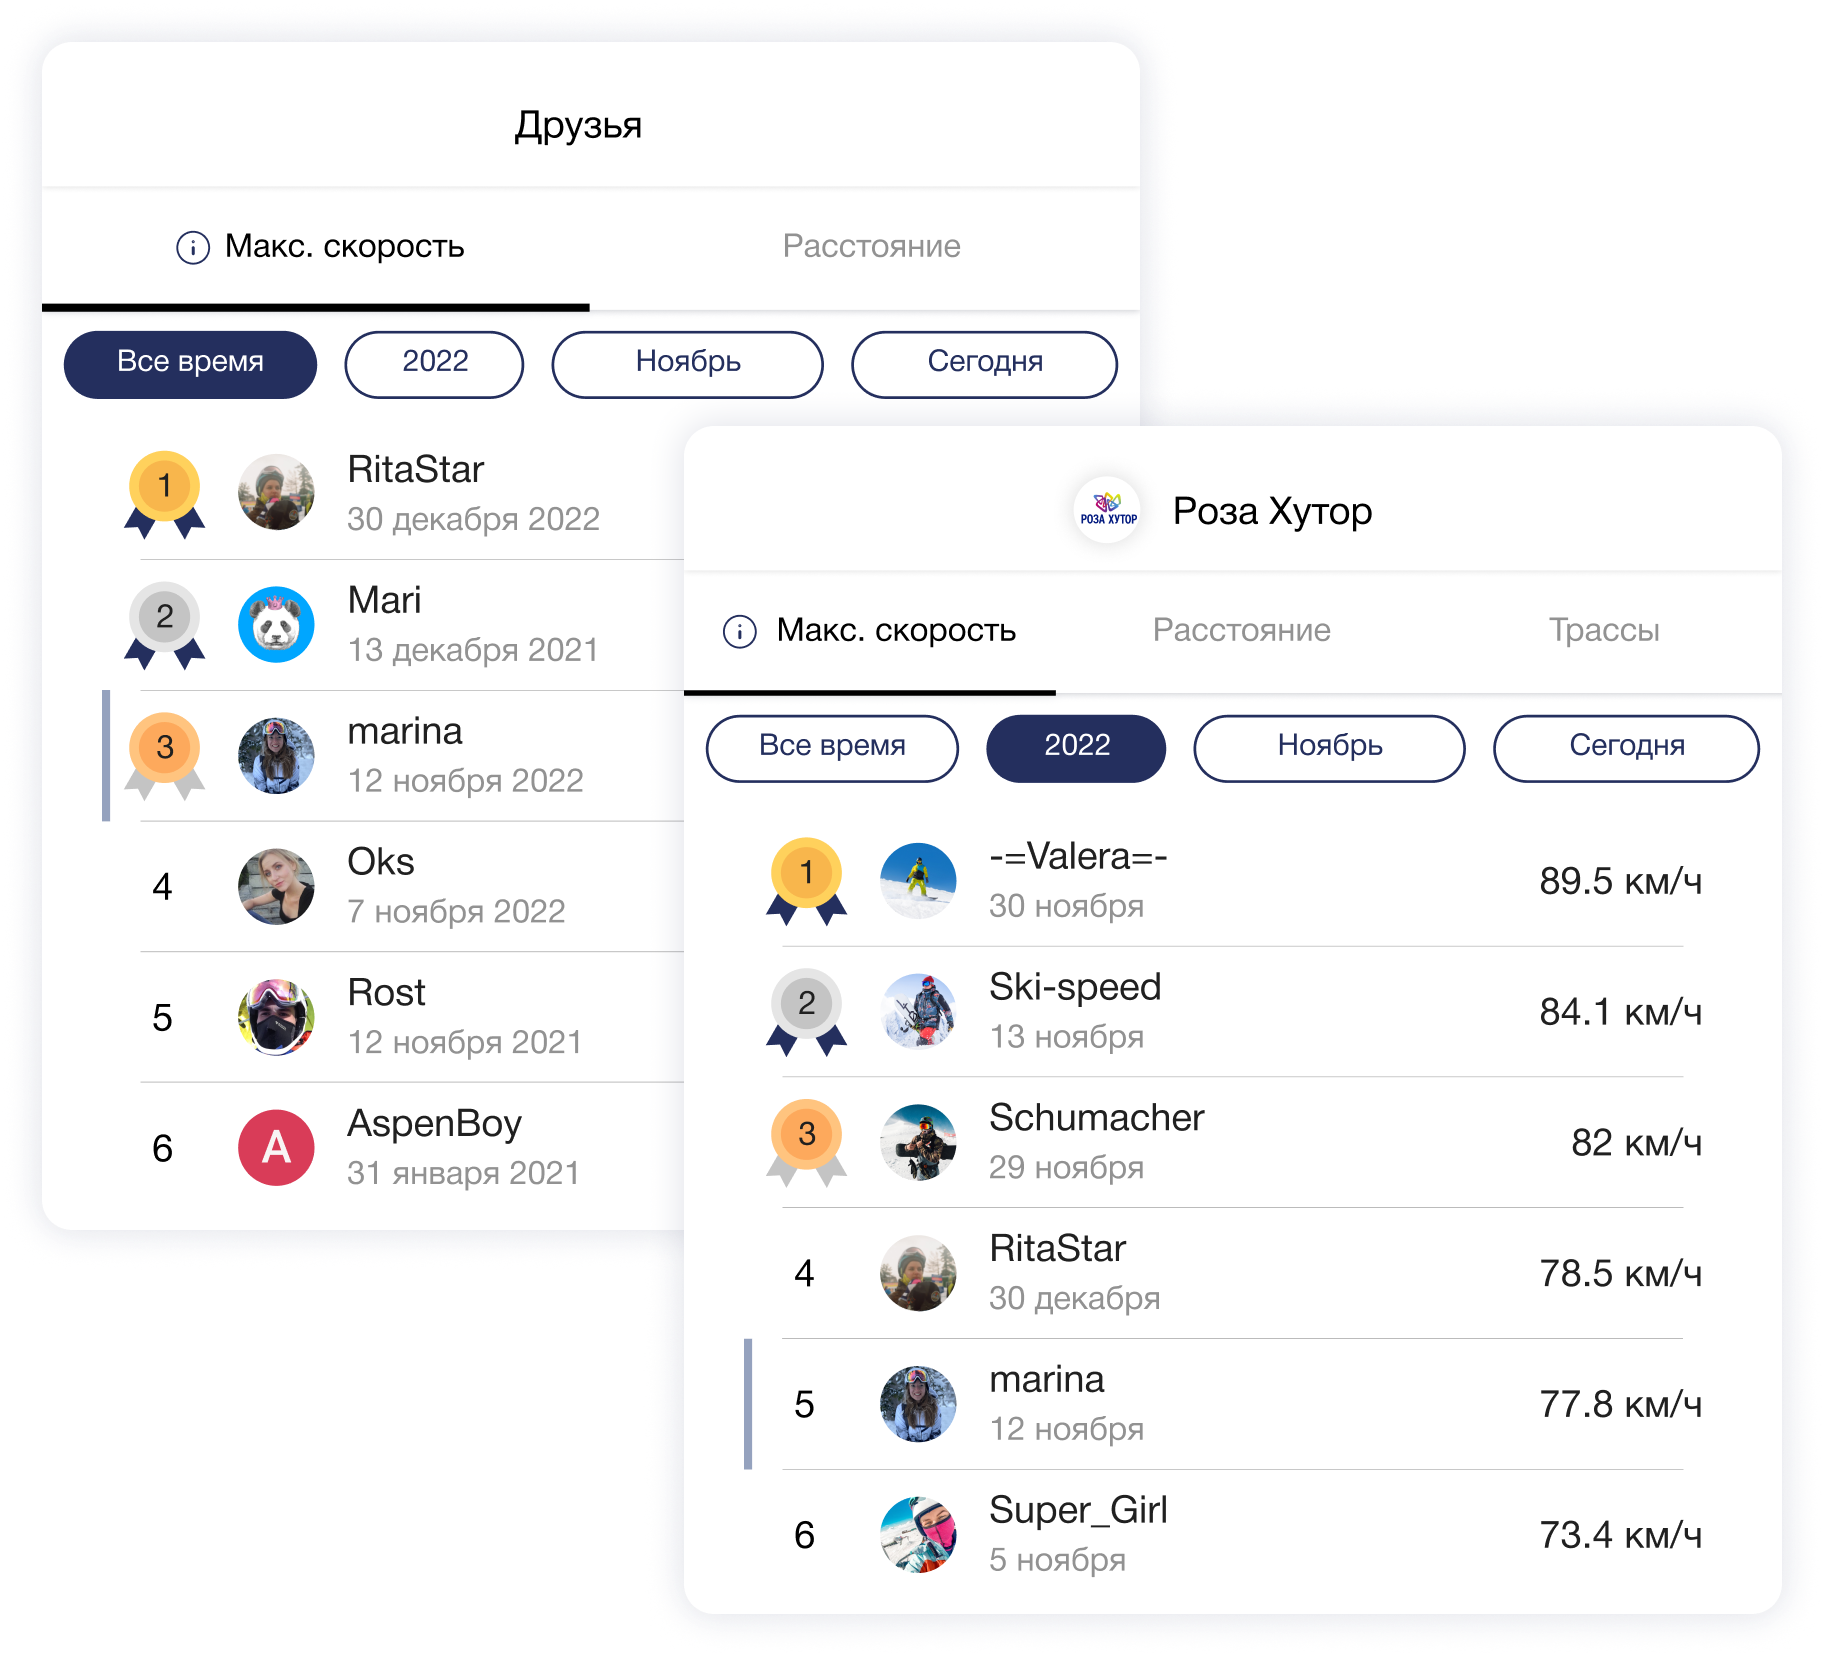 Друзья
Макс. скорость
Расстояние
Все время
2022
Ноябрь
Сегодня
1
RitaStar
30 декабря 2022
2
Mari
13 декабря 2021
3
marina
12 ноября 2022
4
Oks
7 ноября 2022
5
Rost
12 ноября 2021
6
A
AspenBoy
31 января 2021
РОЗА ХУТОР
Роза Хутор
Макс. скорость
Расстояние
Трассы
Все время
2022
Ноябрь
Сегодня
1
-=Valera=-
30 ноября
89.5 км/ч
2
Ski-speed
13 ноября
84.1 км/ч
3
Schumacher
29 ноября
82 км/ч
4
RitaStar
30 декабря
78.5 км/ч
5
marina
12 ноября
77.8 км/ч
6
Super_Girl
5 ноября
73.4 км/ч